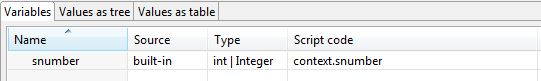 Variables Values as tree Values as table
Name Source Type Script code
snumber built-in int | Integer context.snumber